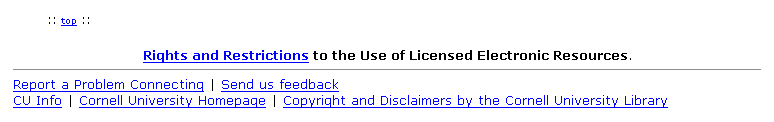 :: top ::
Rights and Restrictions to the Use of Licensed Electronic Resources.
Report a Problem Connecting | Send us feedback
CU Info | Cornell University Homepage | Copyright and Disclaimers by the Cornell University Library